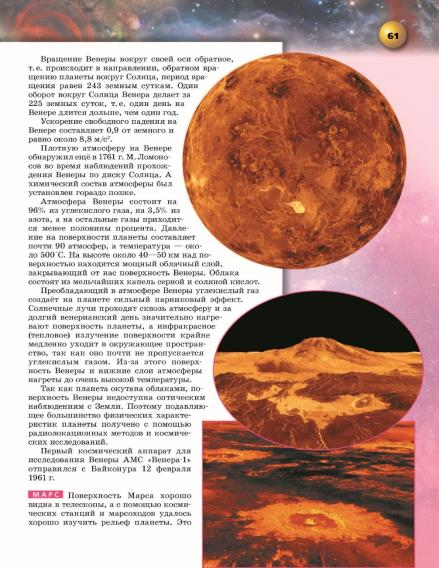 61
Вращение Венеры вокруг своей оси обратное,
т. е. происходит в направлении, обратном вра-
щению планеты вокруг Солнца, период вра-
щения равен 243 земным суткам. Один
оборот вокруг Солнца Венера делает за
225 земных суток, т. е. один день на
Венере длится дольше, чем один год.
Ускорение свободного падения на
Венере составляет 0,9 от земного и
равно около 8,8 м/с².
Плотную атмосферу на Венере
обнаружил ещё в 1761 г. М. Ломоно-
сов во время наблюдений прохож-
дения Венеры по диску Солнца. А
химический состав атмосферы был
установлен гораздо позже.
Атмосфера Венеры состоит на
96% из углекислого газа, на 3,5% из
азота, а на остальные газы приходит-
ся менее половины процента. Давле-
ние на поверхности планеты составляет
почти 90 атмосфер, а температура — око-
ло 500 °С. На высоте около 40—50 км над по-
верхностью находится мощный облачный слой,
закрывающий от нас поверхность Венеры. Облака
состоят из мельчайших капель серной и соляной кислот.
Преобладающий в атмосфере Венеры углекислый газ
создаёт на планете сильный парниковый эффект.
Солнечные лучи проходят сквозь атмосферу и за
долгий венерианский день значительно нагре-
вают поверхность планеты, а инфракрасное
(тепловое) излучение поверхности крайне
медленно уходит в окружающее простран-
ство, так как оно почти не пропускается
углекислым газом. Из-за этого поверх-
ность Венеры и нижние слои атмосферы
нагреты до очень высокой температуры.
Так как планета окутана облаками, по-
верхность Венеры недоступна оптическим
наблюдениям с Земли. Поэтому подавляю-
щее большинство физических характе-
ристик планеты получено с помощью
радиолокационных методов и космиче-
ских исследований.
Первый космический аппарат для
исследования Венеры АМС «Венера-1»
отправился с Байконура 12 февраля
1961 г.
МАРС Поверхность Марса хорошо
видна в телескопы, а с помощью косми-
ческих станций и марсоходов удалось
хорошо изучить рельеф планеты. Это